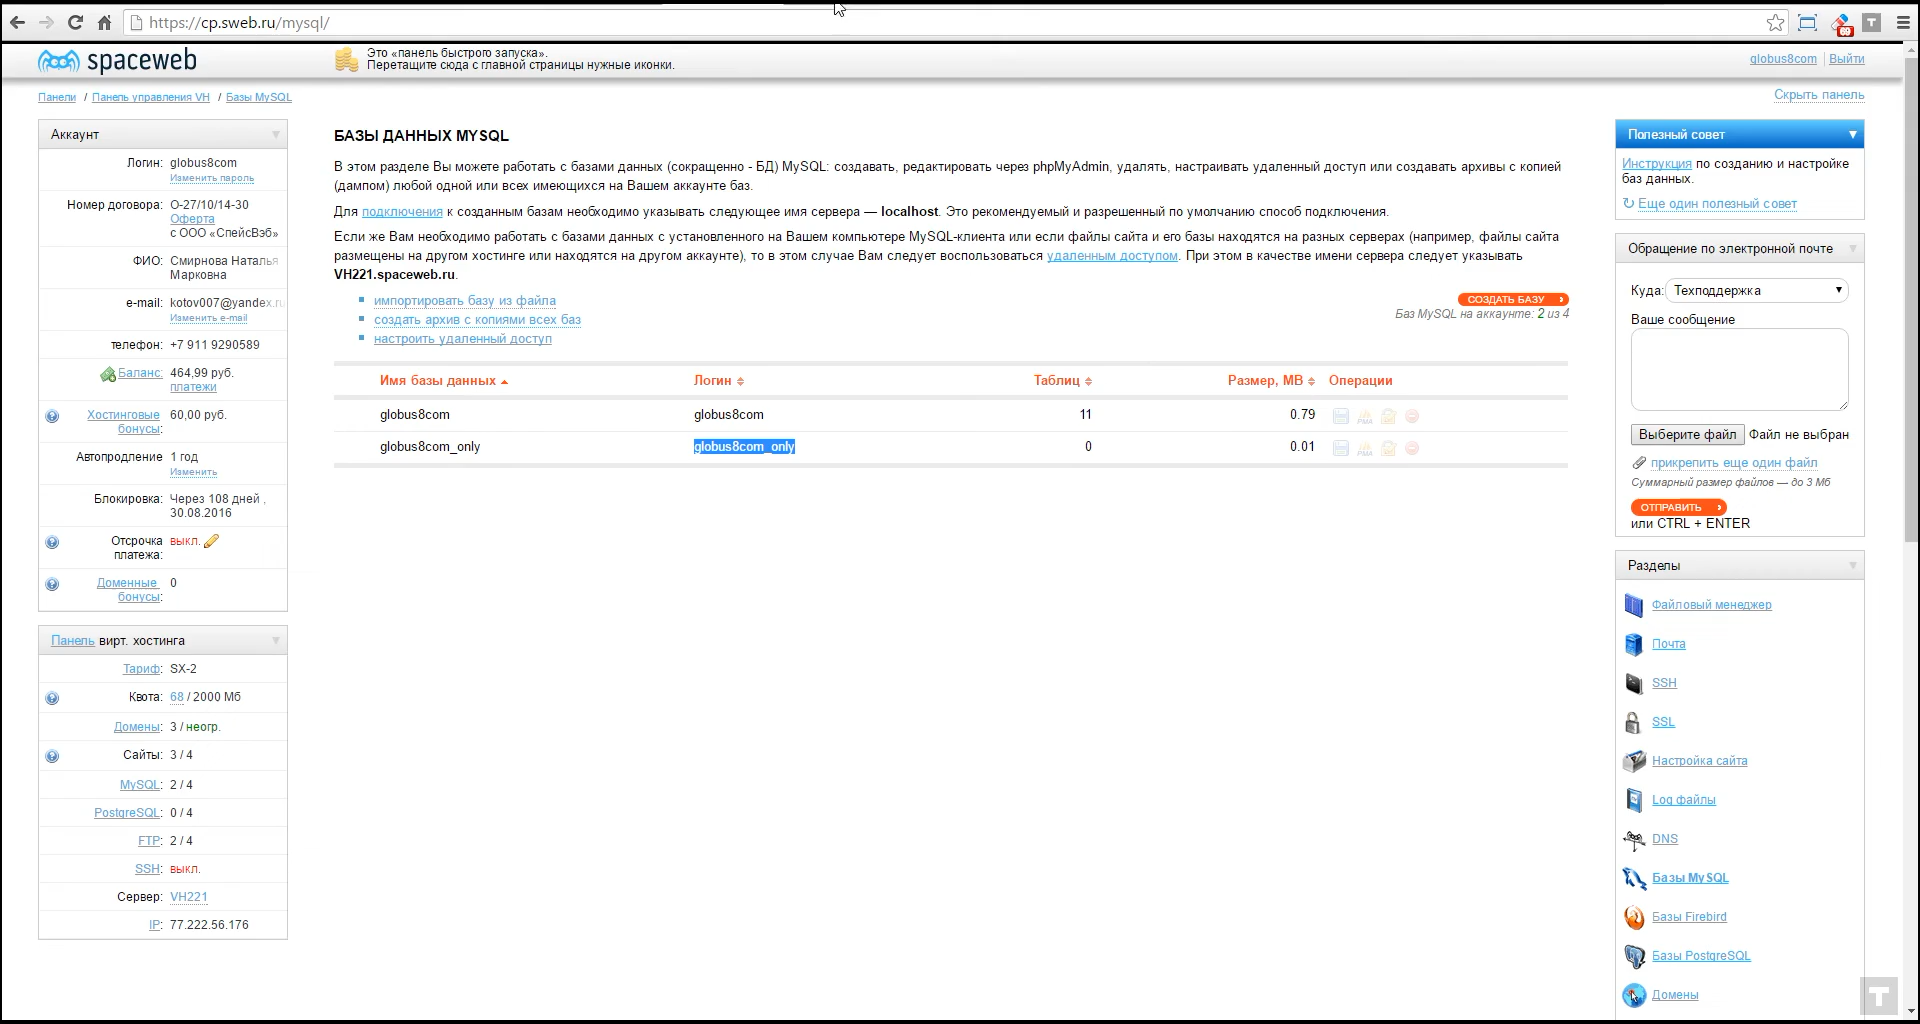 https://cp.sweb.ru/mysql/
69
T
spaceweb
Это «панель быстрого запуска».
Перетащите сюда с главной страницы нужные иконки.
globus8com | Выйти
Панели / Панель управления VH / Базы MySQL
Скрыть панель
Аккаунт
Логин: globus8com
Изменить пароль
Номер договора: О-27/10/14-30
Оферта
с ООО «СпейсВэб»
ФИО: Смирнова Наталья
Марковна
e-mail: kotov007@yandex.ru
Изменить e-mail
телефон: +7 911 9290589
Баланс: 464,99 руб.
платежи
Хостинговые бонусы: 60,00 руб.
Автопродление 1 год
Изменить
Блокировка: Через 108 дней ,
30.08.2016
Отсрочка платежа: выкл.
Доменные бонусы: 0
Панель вирт. хостинга
Тариф: SX-2
Квота: 68 / 2000 Мб
Домены: 3 / неогр.
Сайты: 3 / 4
MySQL: 2 / 4
PostgreSQL: 0 / 4
FTP: 2 / 4
SSH: выкл.
Сервер: VH221
IP: 77.222.56.176
БАЗЫ ДАННЫХ MYSQL
В этом разделе Вы можете работать с базами данных (сокращенно - БД) MySQL: создавать, редактировать через phpMyAdmin, удалять, настраивать удаленный доступ или создавать архивы с копией
(дампом) любой одной или всех имеющихся на Вашем аккаунте баз.
Для подключения к созданным базам необходимо указывать следующее имя сервера — localhost. Это рекомендуемый и разрешенный по умолчанию способ подключения.
Если же Вам необходимо работать с базами данных с установленного на Вашем компьютере MySQL-клиента или если файлы сайта и его базы находятся на разных серверах (например, файлы сайта
размещены на другом хостинге или находятся на другом аккаунте), то в этом случае Вам следует воспользоваться удаленным доступом. При этом в качестве имени сервера следует указывать
VH221.spaceweb.ru.
импортировать базу из файла
создать архив с копиями всех баз
настроить удаленный доступ
СОЗДАТЬ БАЗУ
Баз MySQL на аккаунте: 2 из 4
Имя базы данных Логин Таблиц Размер, MB Операции
globus8com globus8com 11 0.79 PMA
globus8com_only globus8com_only 0 0.01 PMA
Полезный совет
Инструкция по созданию и настройке
баз данных.
Еще один полезный совет
Обращение по электронной почте
Куда: Техподдержка
Ваше сообщение
Выберите файл Файл не выбран
прикрепить еще один файл
Суммарный размер файлов — до 3 Мб
ОТПРАВИТЬ
или CTRL + ENTER
Разделы
Файловый менеджер
Почта
SSH
SSL
Настройка сайта
Log файлы
DNS
Базы MySQL
Базы Firebird
Базы PostgreSQL
Домены
T